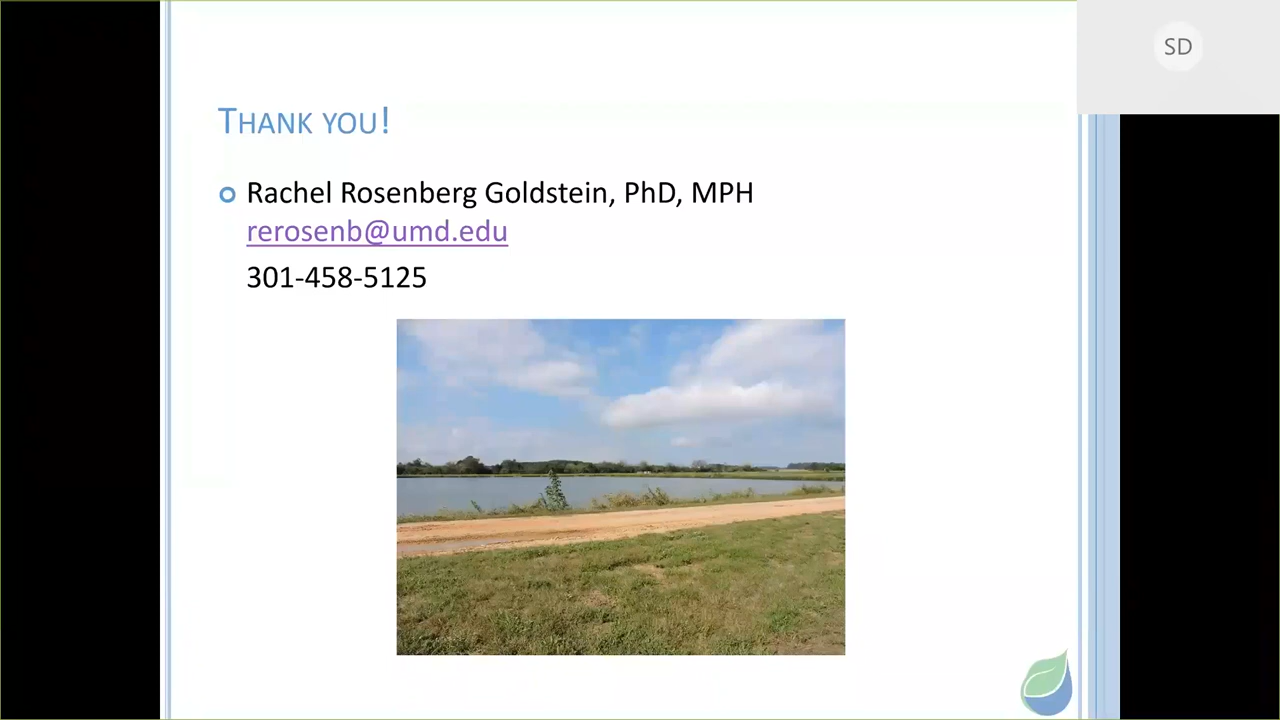 SD
THANK YOU!
Rachel Rosenberg Goldstein, PhD, MPH
rerosenb@umd.edu
301-458-5125